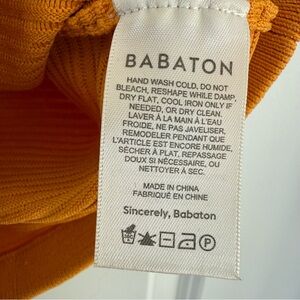 BABATON
HAND WASH COLD, DO NOT
BLEACH, RESHAPE WHILE DAMP,
DRY FLAT, COOL IRON ONLY IF
NEEDED, OR DRY CLEAN.
LAVER À LA MAIN À L'EAU
FROIDE, NE PAS JAVELISER,
REMODELER PENDANT QUE
L'ARTICLE EST ENCORE HUMIDE,
SÉCHER À PLAT, REPASSAGE
DOUX SI NÉCESSAIRE, OU
NETTOYER À SEC.
MADE IN CHINA
FABRIQUÉ EN CHINE
Sincerely, Babaton
P